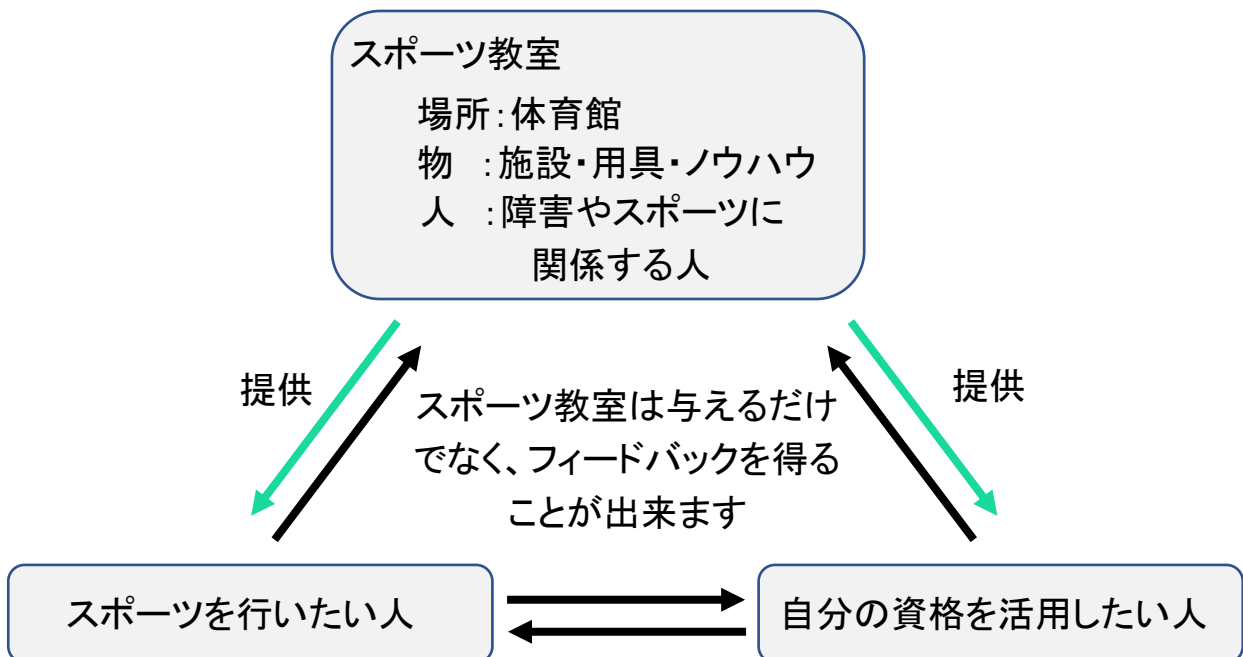 スポーツ教室
場所：体育館
物　：施設・用具・ノウハウ
人　：障害やスポーツに
関係する人
提供
提供
スポーツ教室は与えるだけ
でなく、フィードバックを得る
ことが出来ます
スポーツを行いたい人
自分の資格を活用したい人